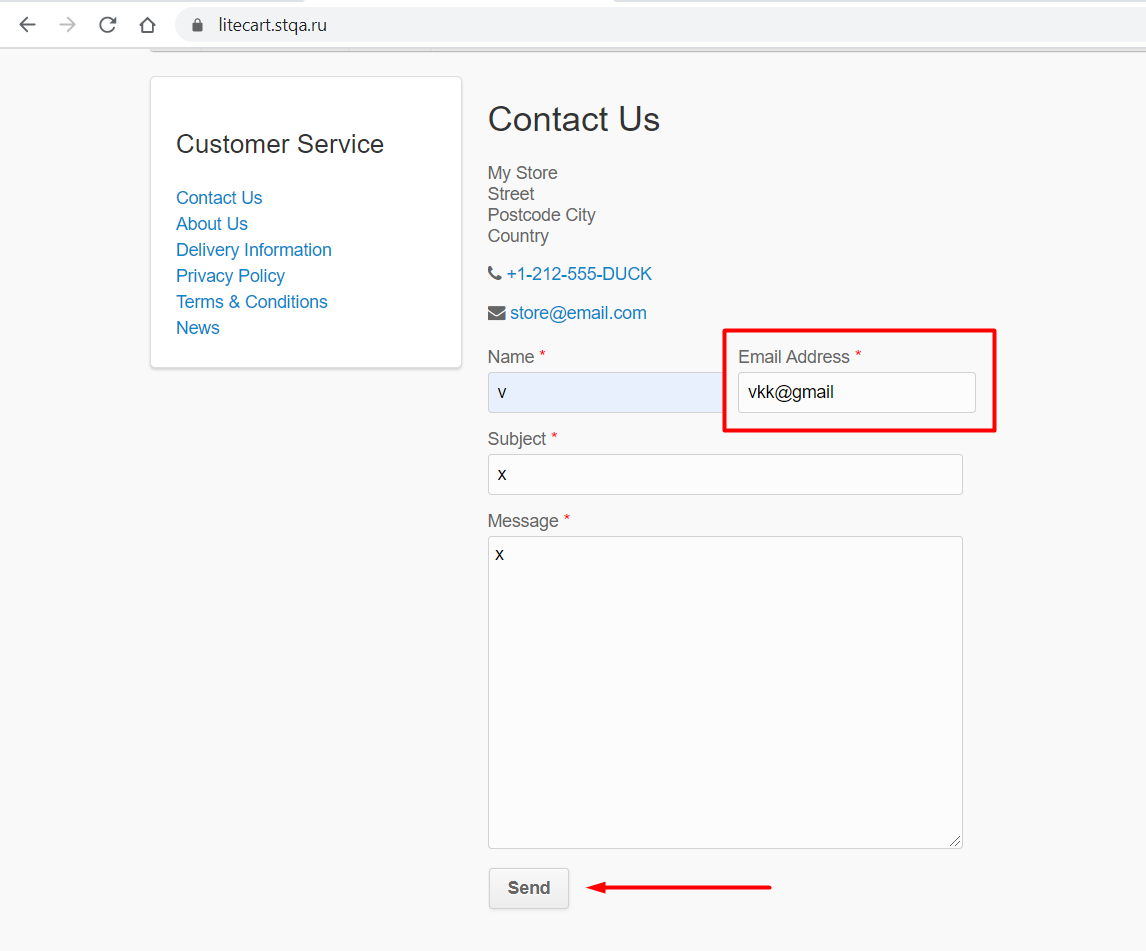 litecart.stqa.ru
Customer Service
Contact Us
About Us
Delivery Information
Privacy Policy
Terms & Conditions
News
Contact Us
My Store
Street
Postcode City
Country
+1-212-555-DUCK
store@email.com
Name *
v
Email Address *
vkk@gmail
Subject *
x
Message *
x
Send